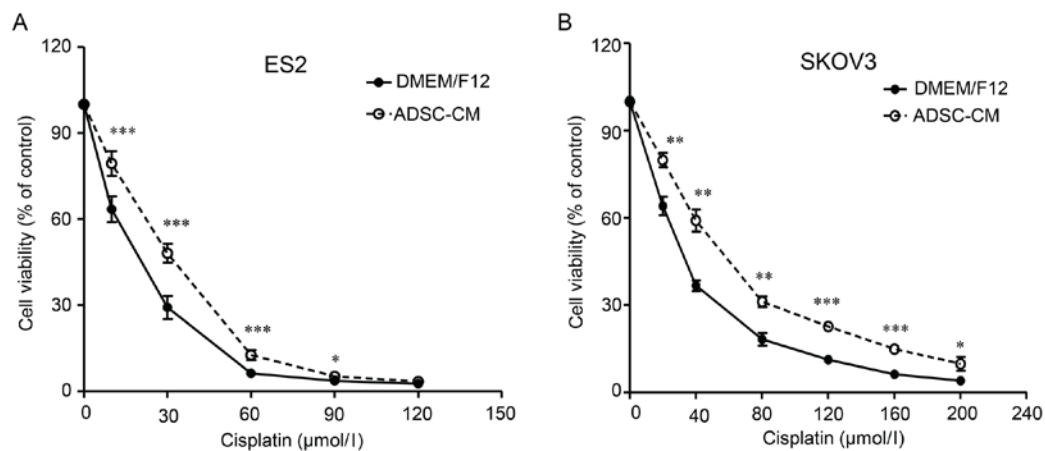 A
ES2
DMEM/F12
ADSC-CM
Cell viability (% of control)
120
90
60
30
0
***
***
***
*
0 30 60 90 120 150
Cisplatin (μmol/l)
B
SKOV3
DMEM/F12
ADSC-CM
Cell viability (% of control)
120
90
60
30
0
**
**
**
***
***
*
0 40 80 120 160 200 240
Cisplatin (μmol/l)